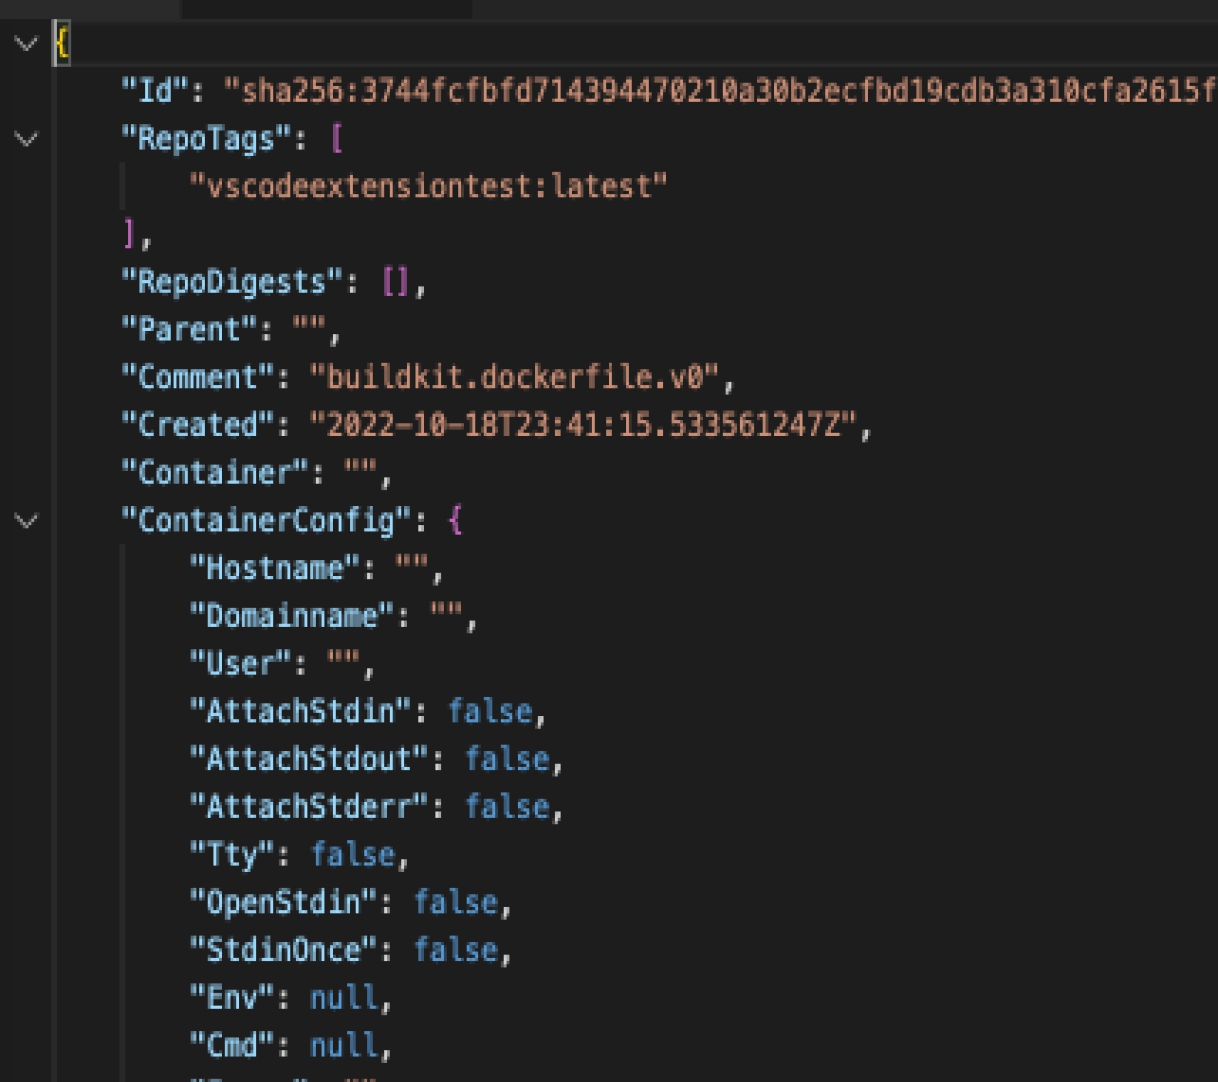 {
"Id": "sha256:3744fcfbfd714394470210a30b2ecfbd19cdb3a310cfa2615f
"RepoTags": [
"vscodeextensiontest:latest"
],
"RepoDigests": [],
"Parent": "",
"Comment": "buildkit.dockerfile.v0",
"Created": "2022-10-18T23:41:15.533561247Z",
"Container": "",
"ContainerConfig": {
"Hostname": "",
"Domainname": "",
"User": "",
"AttachStdin": false,
"AttachStdout": false,
"AttachStderr": false,
"Tty": false,
"OpenStdin": false,
"StdinOnce": false,
"Env": null,
"Cmd": null,